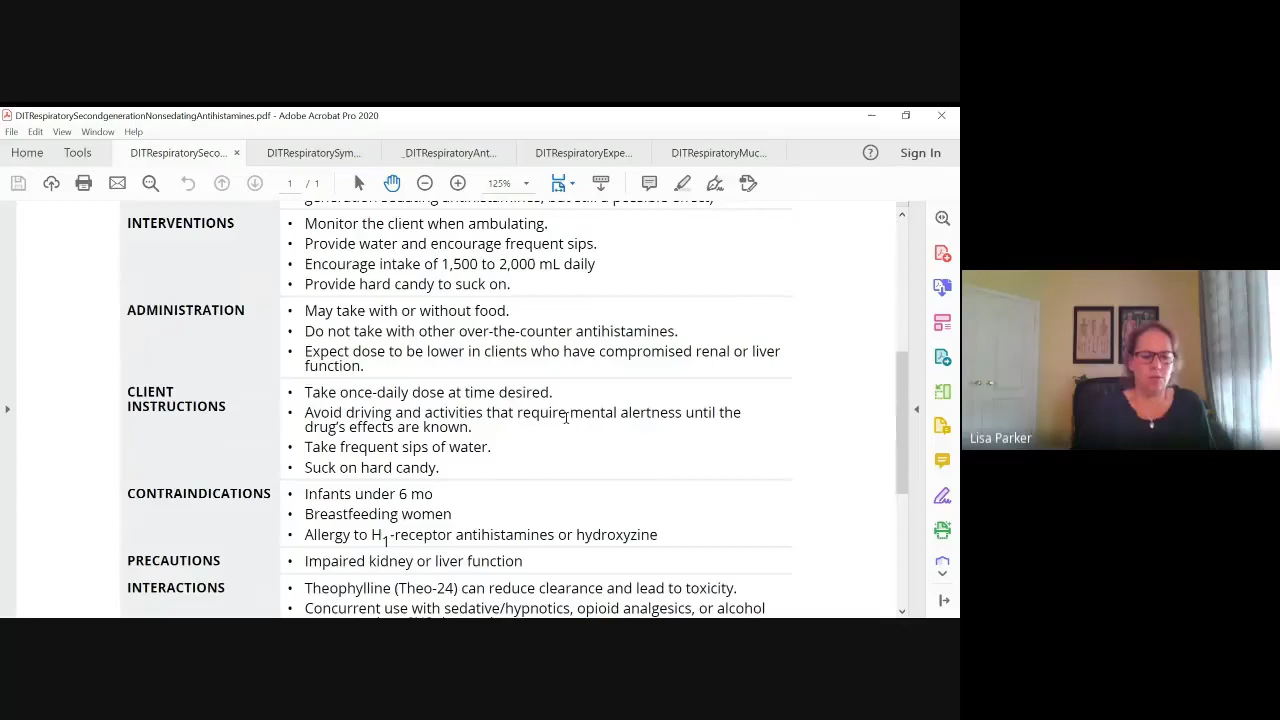 DITRespiratorySecondgenerationNonsedatingAntihistamines.pdf - Adobe Acrobat Pro 2020
File Edit View Window Help
Home Tools DITRespiratorySeco... × DITRespiratorySym... _DITRespiratoryAnt... DITRespiratoryExpe... DITRespiratoryMuc... Sign In
1 / 1 125%
generation sedating antihistamines, but still a possible effect)
INTERVENTIONS
• Monitor the client when ambulating.
• Provide water and encourage frequent sips.
• Encourage intake of 1,500 to 2,000 mL daily
• Provide hard candy to suck on.
ADMINISTRATION
• May take with or without food.
• Do not take with other over-the-counter antihistamines.
• Expect dose to be lower in clients who have compromised renal or liver
function.
CLIENT
INSTRUCTIONS
• Take once-daily dose at time desired.
• Avoid driving and activities that require mental alertness until the
drug's effects are known.
• Take frequent sips of water.
• Suck on hard candy.
CONTRAINDICATIONS
• Infants under 6 mo
• Breastfeeding women
• Allergy to H1-receptor antihistamines or hydroxyzine
PRECAUTIONS
• Impaired kidney or liver function
INTERACTIONS
• Theophylline (Theo-24) can reduce clearance and lead to toxicity.
• Concurrent use with sedative/hypnotics, opioid analgesics, or alcohol
Lisa Parker